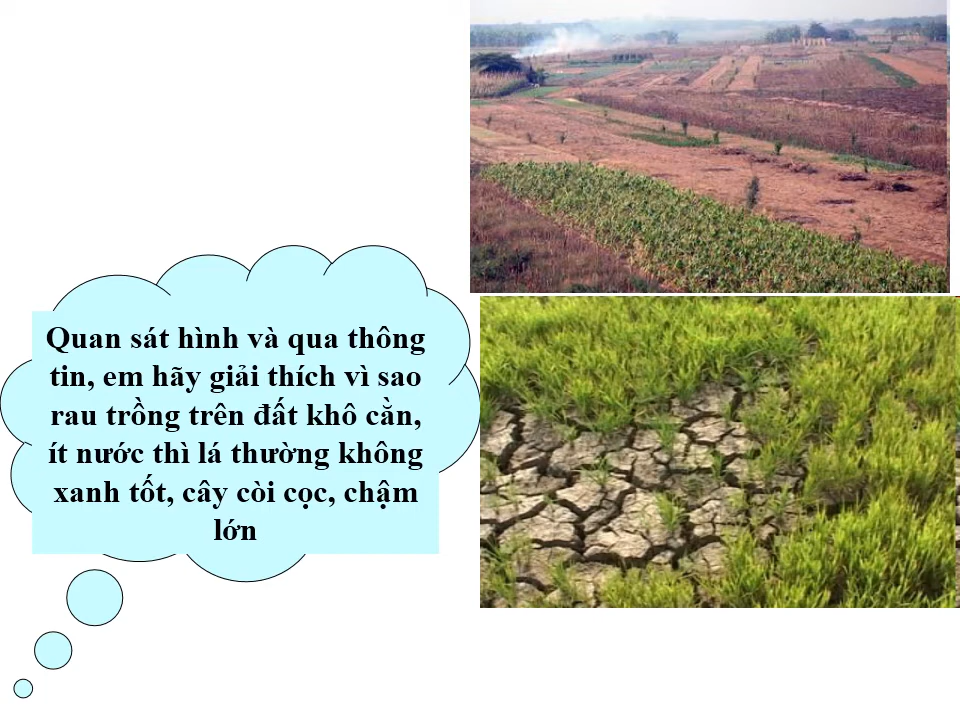 Quan sát hình và qua thông
tin, em hãy giải thích vì sao
rau trồng trên đất khô cằn,
ít nước thì lá thường không
xanh tốt, cây còi cọc, chậm
lớn